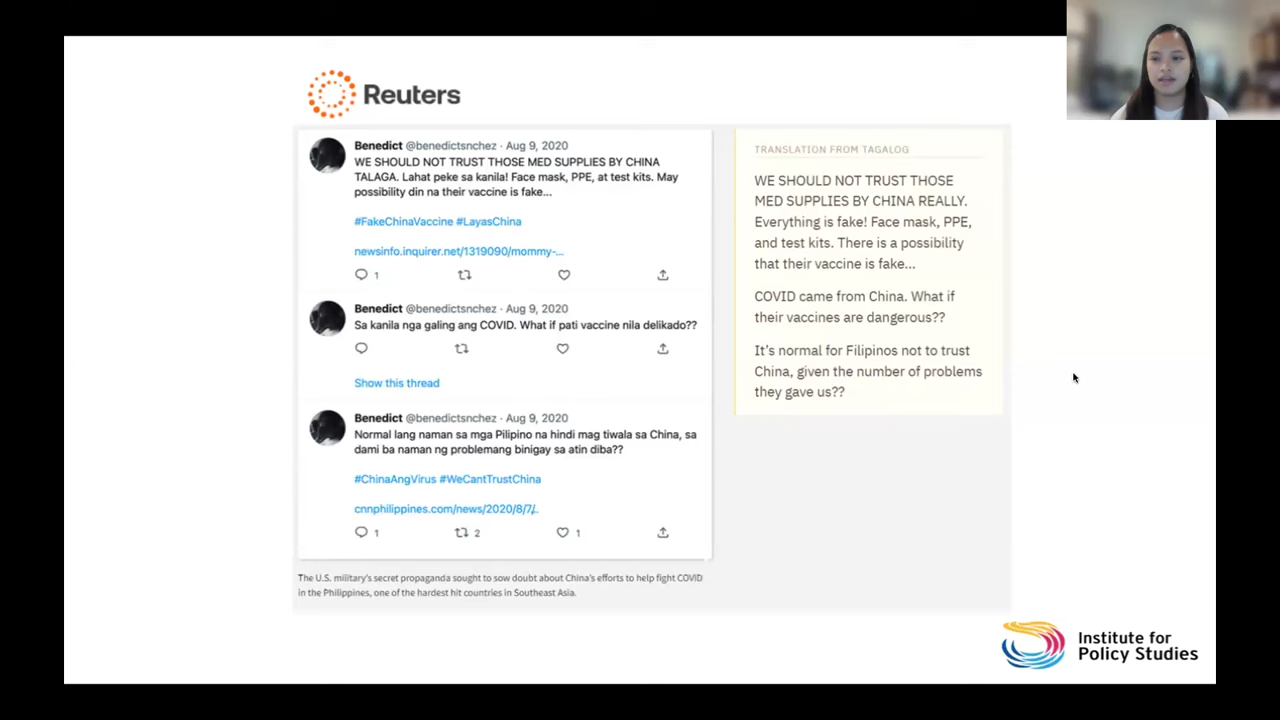 Reuters
Benedict @benedictsnchez · Aug 9, 2020
WE SHOULD NOT TRUST THOSE MED SUPPLIES BY CHINA
TALAGA. Lahat peke sa kanila! Face mask, PPE, at test kits. May
possibility din na their vaccine is fake...
#FakeChinaVaccine #LayasChina
newsinfo.inquirer.net/1319090/mommy-...
1
Benedict @benedictsnchez · Aug 9, 2020
Sa kanila nga galing ang COVID. What if pati vaccine nila delikado??
Show this thread
Benedict @benedictsnchez · Aug 9, 2020
Normal lang naman sa mga Pilipino na hindi mag tiwala sa China, sa
dami ba naman ng problemang binigay sa atin diba??
#ChinaAngVirus #WeCantTrustChina
cnnphilippines.com/news/2020/8/7/.
1 2 1
The U.S. military's secret propaganda sought to sow doubt about China's efforts to help fight COVID
in the Philippines, one of the hardest hit countries in Southeast Asia.
TRANSLATION FROM TAGALOG
WE SHOULD NOT TRUST THOSE
MED SUPPLIES BY CHINA REALLY.
Everything is fake! Face mask, PPE,
and test kits. There is a possibility
that their vaccine is fake...
COVID came from China. What if
their vaccines are dangerous??
It's normal for Filipinos not to trust
China, given the number of problems
they gave us??
Institute for
Policy Studies